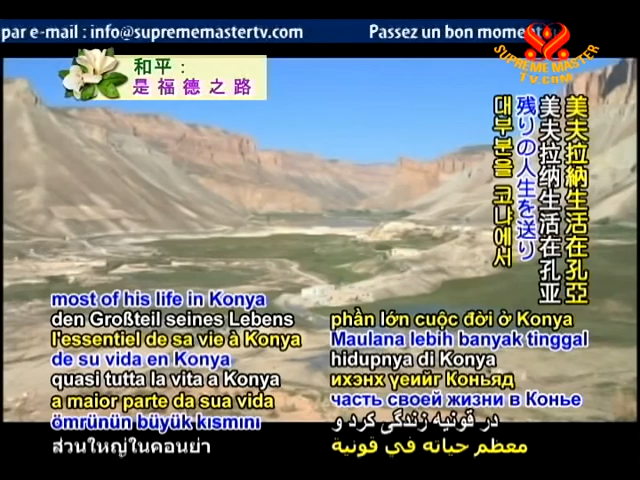 par e-mail : info@suprememastertv.com
Passez un bon moment
SUPREME MASTER
TV.COM
和平：
是福德之路
美夫拉納生活在孔亞
美夫拉纳生活在孔亚
残りの人生を送り
대부분을 코냐에서
most of his life in Konya
den Großteil seines Lebens
l'essentiel de sa vie à Konya
de su vida en Konya
quasi tutta la vita a Konya
a maior parte da sua vida
ömrünün büyük kısmını
ส่วนใหญ่ในคอนย่า
phần lớn cuộc đời ở Konya
Maulana lebih banyak tinggal
hidupnya di Konya
ихэнх үеийг Коньяд
часть своей жизни в Конье
در قونیه زندگی کرد و
معظم حياته في قونية